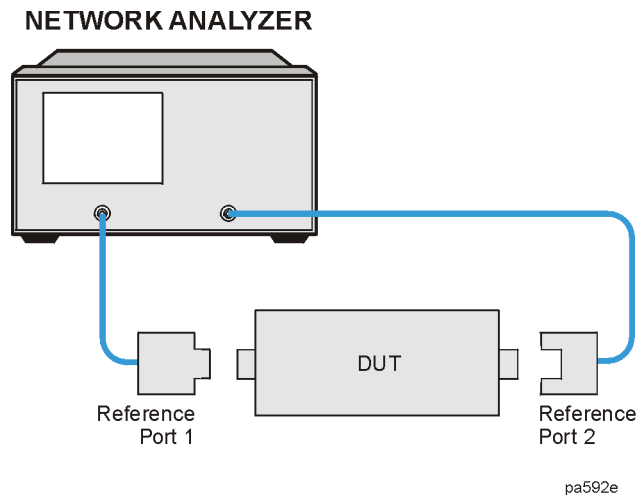 NETWORK ANALYZER
DUT
Reference
Port 1
Reference
Port 2
pa592e